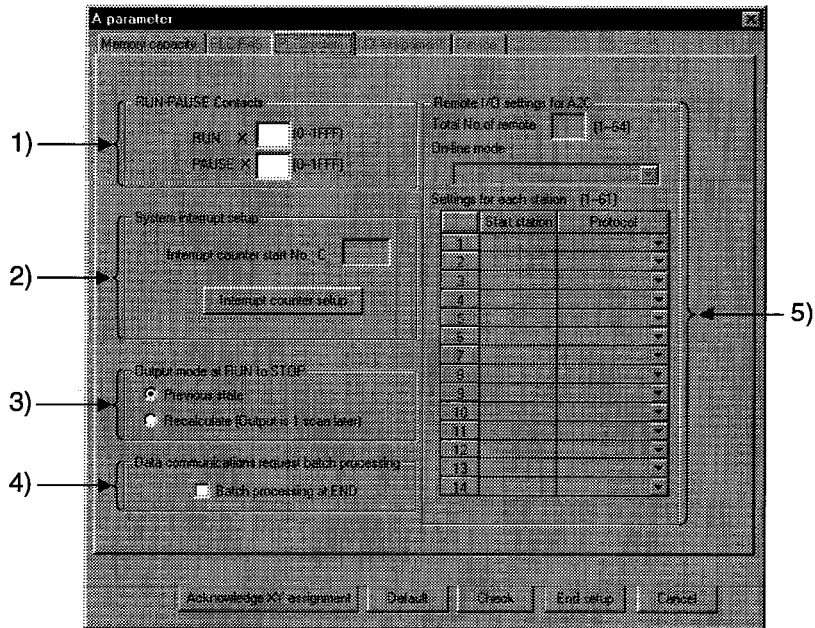 A parameter
Memory capacity PLC RAS PLC system I/O assignment Device
RUN-PAUSE Contacts
1)
RUN X (0-1FFF)
PAUSE X (0-1FFF)
System interrupt setup
Interrupt counter start No. C
2)
Interrupt counter setup
Output mode at RUN to STOP
3)
Previous state
Recalculate (Output is 1 scan later)
Data communications request batch processing
4)
Batch processing at END
Remote I/O settings for A2C
Total No. of remote (1-64)
On-line mode
Settings for each station (1-61)
Start station Protocol
1
2
3
4
5
6
7
8
9
10
11
12
13
14
5)
Acknowledge XY assignment Default Check End setup Cancel